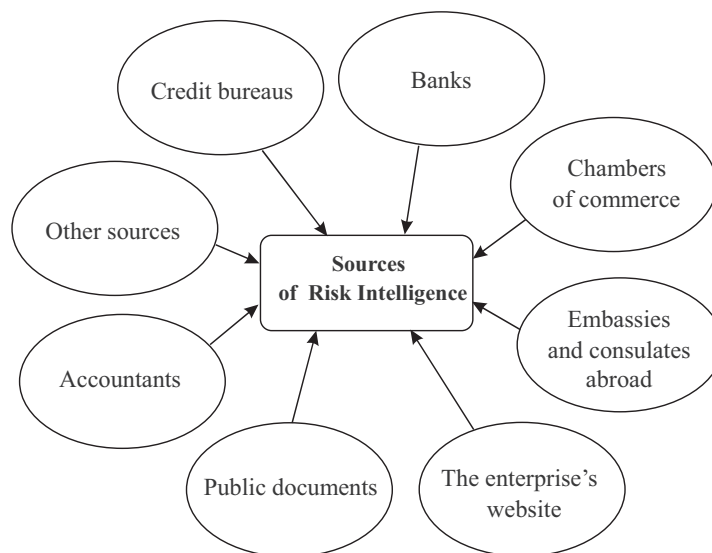 Credit bureaus
Banks
Chambers
of commerce
Other sources
Sources
of Risk Intelligence
Embassies
and consulates
abroad
Accountants
Public documents
The enterprise's
website